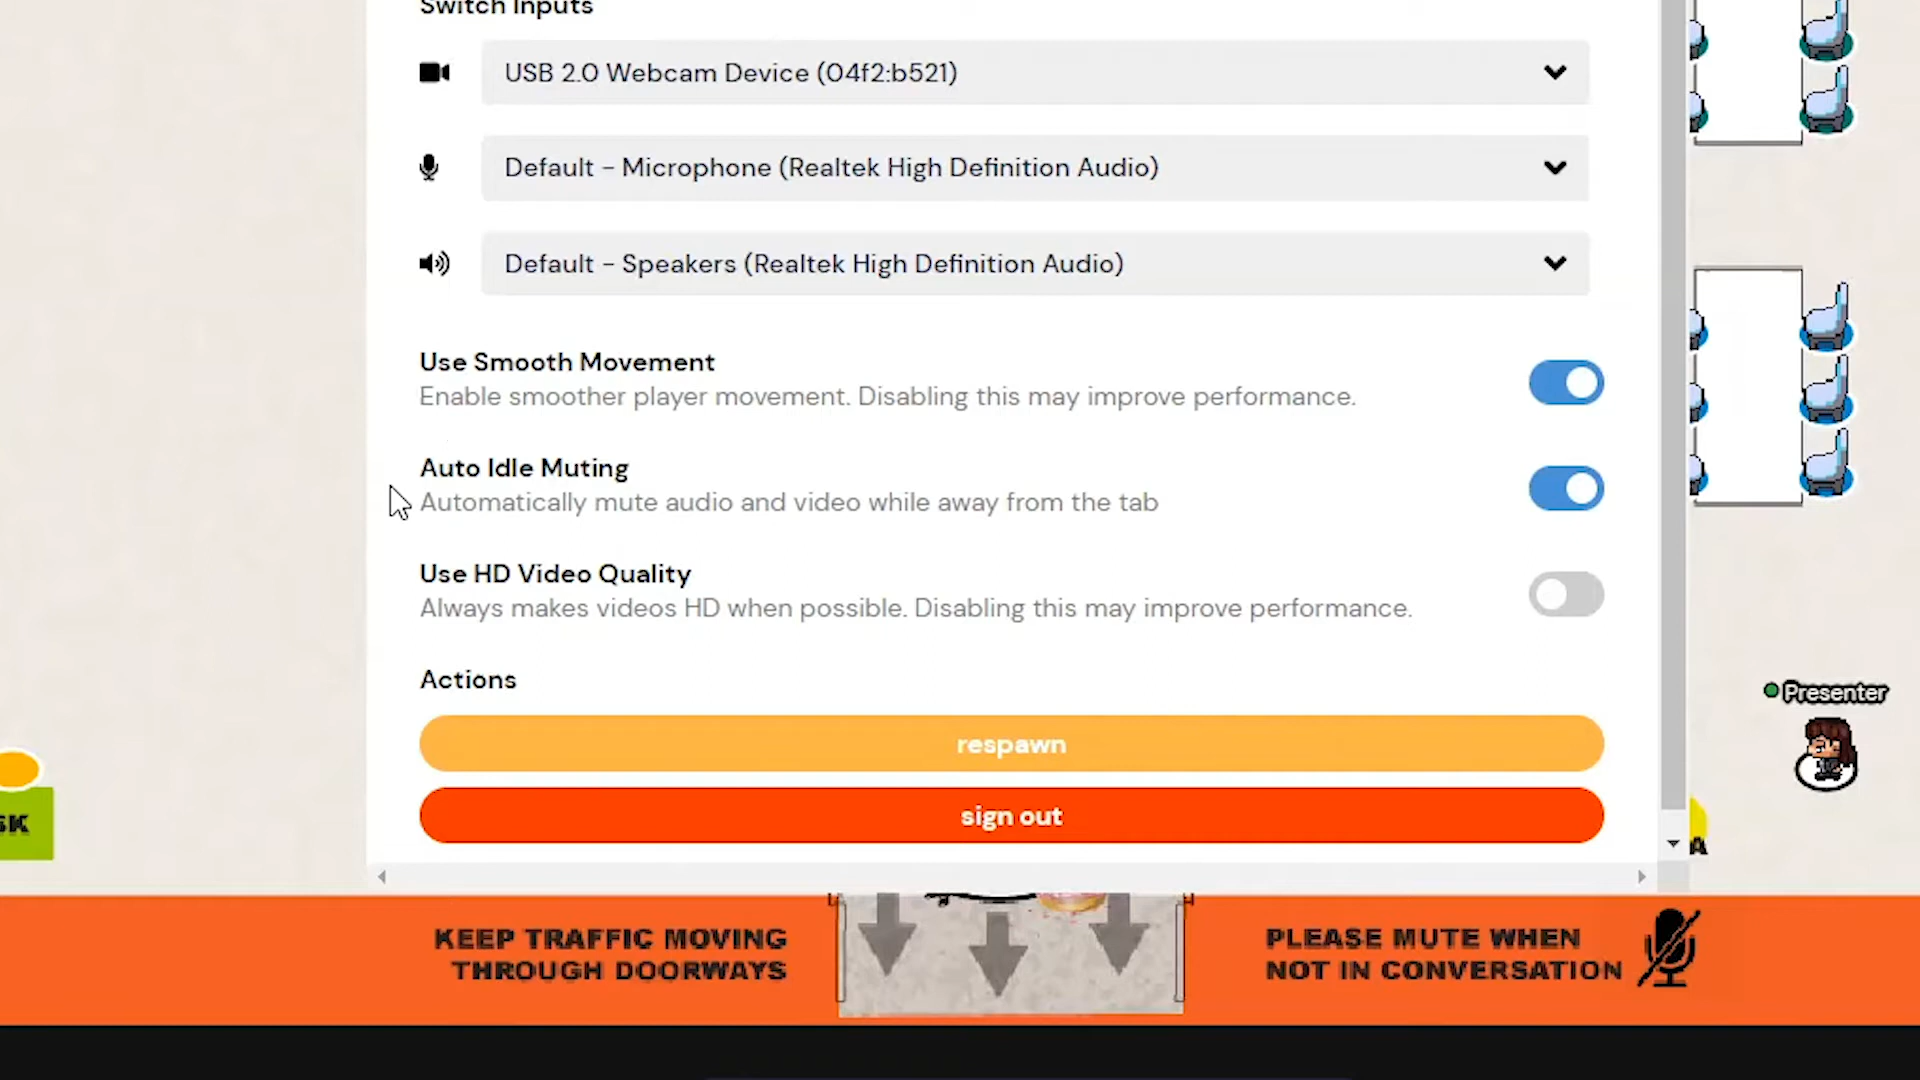 Switch Inputs
USB 2.0 Webcam Device (04f2:b521)
Default - Microphone (Realtek High Definition Audio)
Default - Speakers (Realtek High Definition Audio)
Use Smooth Movement
Enable smoother player movement. Disabling this may improve performance.
Auto Idle Muting
Automatically mute audio and video while away from the tab
Use HD Video Quality
Always makes videos HD when possible. Disabling this may improve performance.
Actions
Presenter
respawn
sign out
SK
A
KEEP TRAFFIC MOVING
THROUGH DOORWAYS
PLEASE MUTE WHEN
NOT IN CONVERSATION